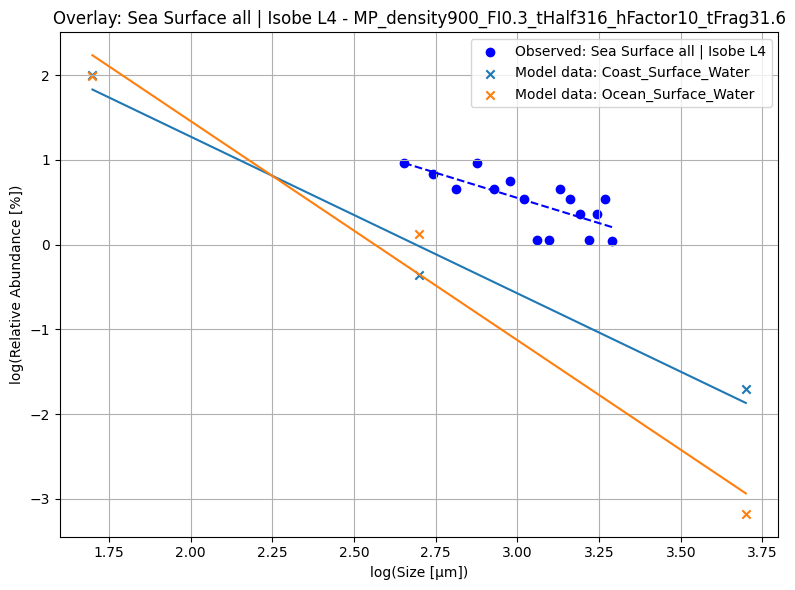 Overlay: Sea Surface all | Isobe L4 - MP_density900_FI0.3_tHalf316_hFactor10_tFrag31.6
Observed: Sea Surface all | Isobe L4
Model data: Coast_Surface_Water
Model data: Ocean_Surface_Water
log(Relative Abundance [%])
2
1
0
−1
−2
−3
1.75 2.00 2.25 2.50 2.75 3.00 3.25 3.50 3.75
log(Size [µm])